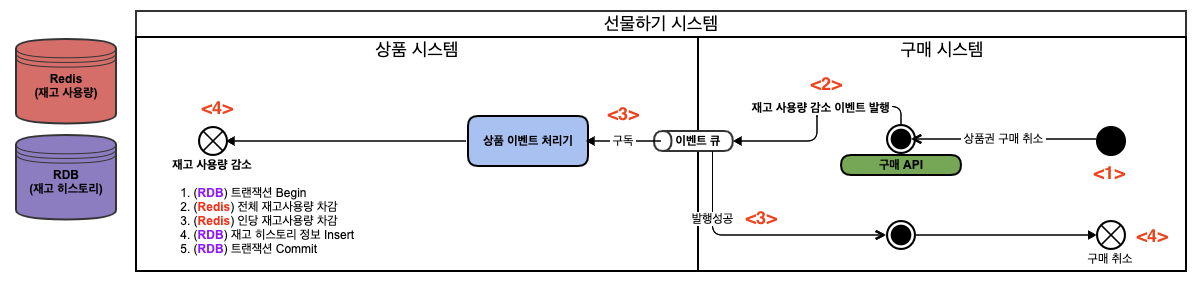 선물하기 시스템
상품 시스템
구매 시스템
Redis
(재고 사용량)
RDB
(재고 히스토리)
<4>
재고 사용량 감소
1. (RDB) 트랜잭션 Begin
2. (Redis) 전체 재고사용량 차감
3. (Redis) 인당 재고사용량 차감
4. (RDB) 재고 히스토리 정보 Insert
5. (RDB) 트랜잭션 Commit
상품 이벤트 처리기
<3>
구독
이벤트 큐
<2>
재고 사용량 감소 이벤트 발행
구매 API
상품권 구매 취소
<1>
발행성공
<3>
<4>
구매 취소